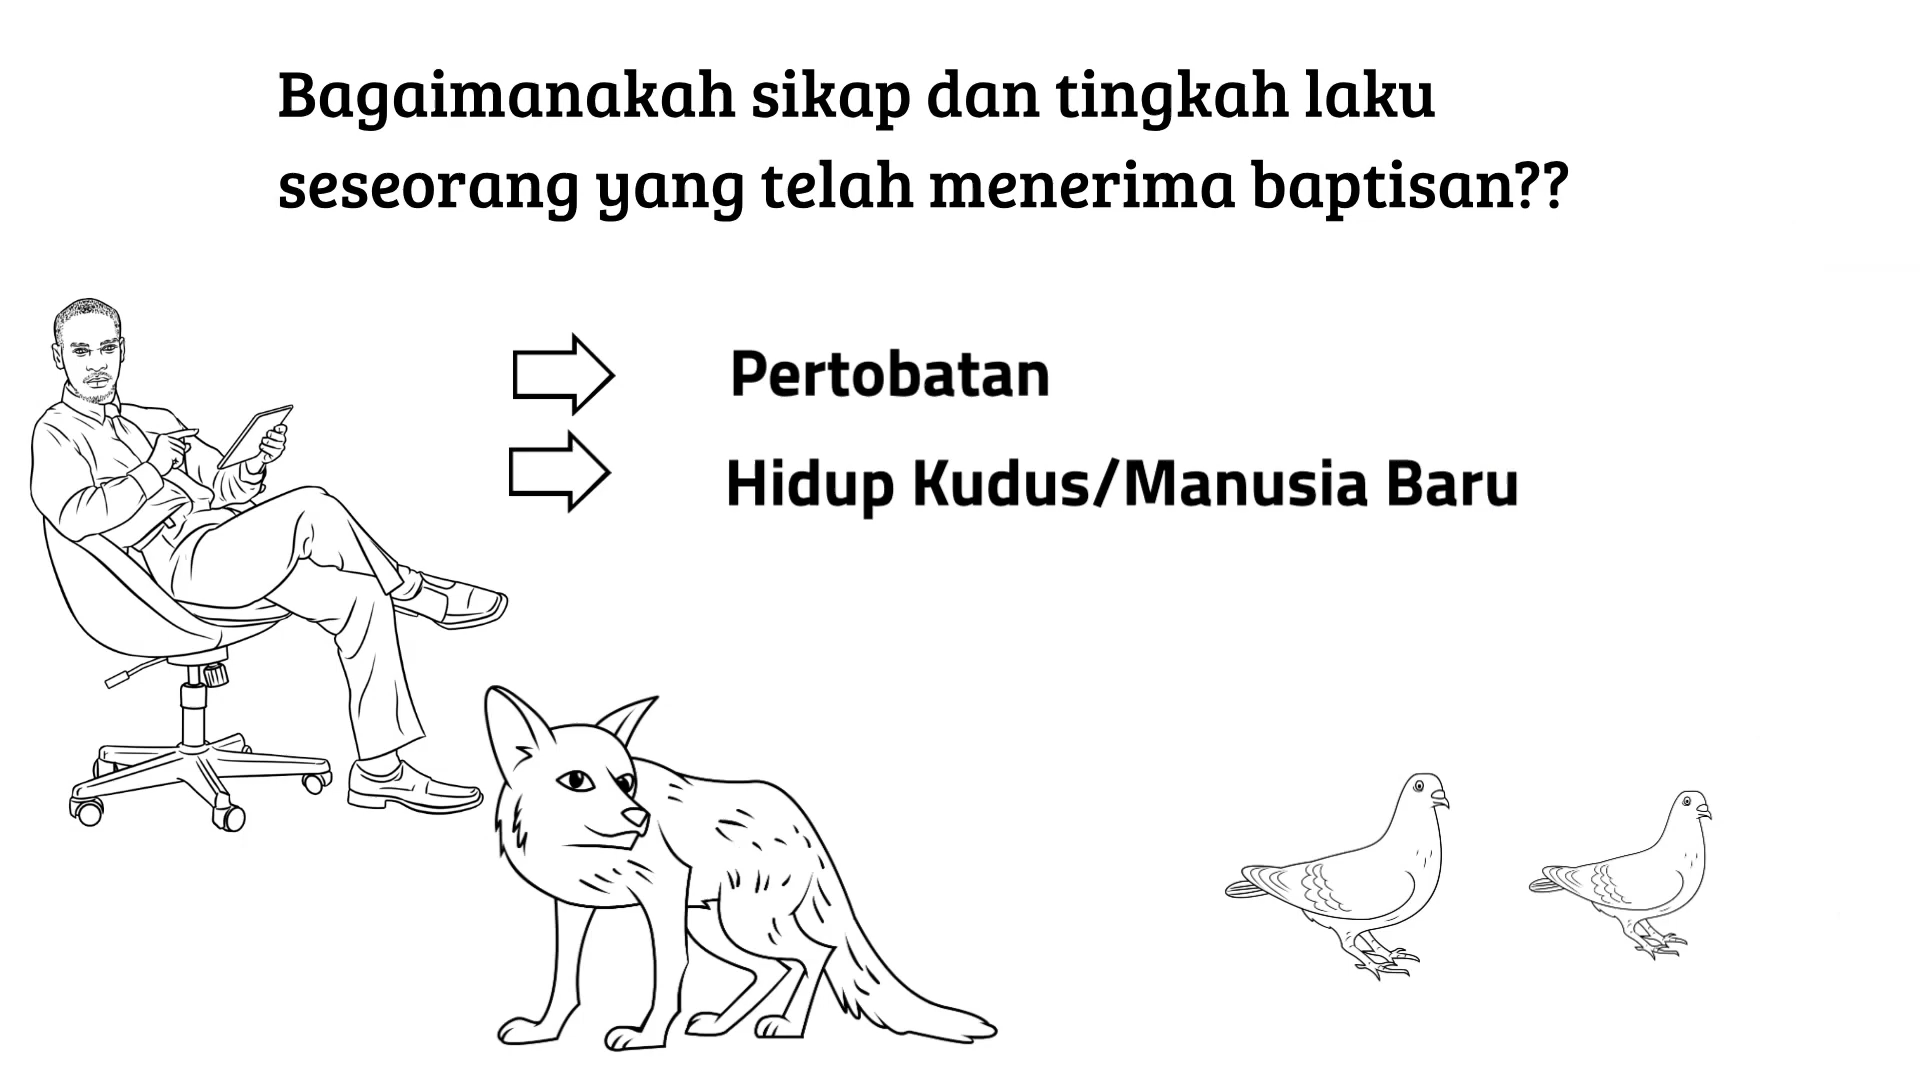 Bagaimanakah sikap dan tingkah laku
seseorang yang telah menerima baptisan??
Pertobatan
Hidup Kudus/Manusia Baru